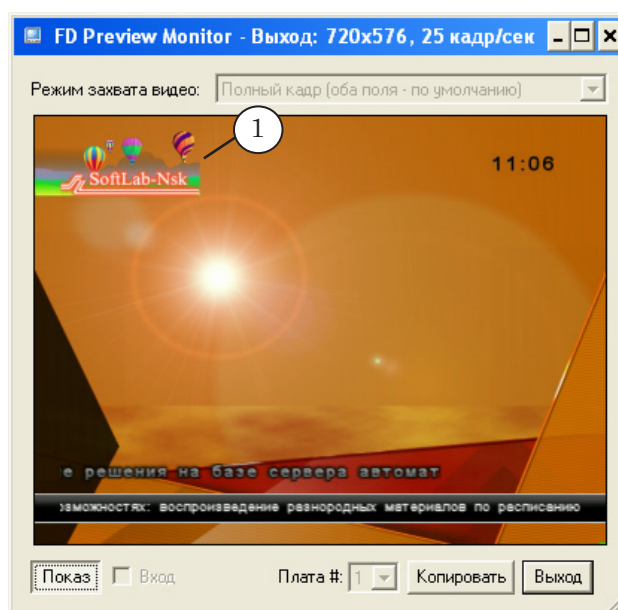 FD Preview Monitor - Выход: 720x576, 25 кадр/сек
Режим захвата видео: Полный кадр (оба поля - по умолчанию)
1
SoftLab-Nsk
11:06
е решения на базе сервера автомат
зможностях: воспроизведение разнородных материалов по расписанию
Показ Вход Плата #: 1 Копировать Выход